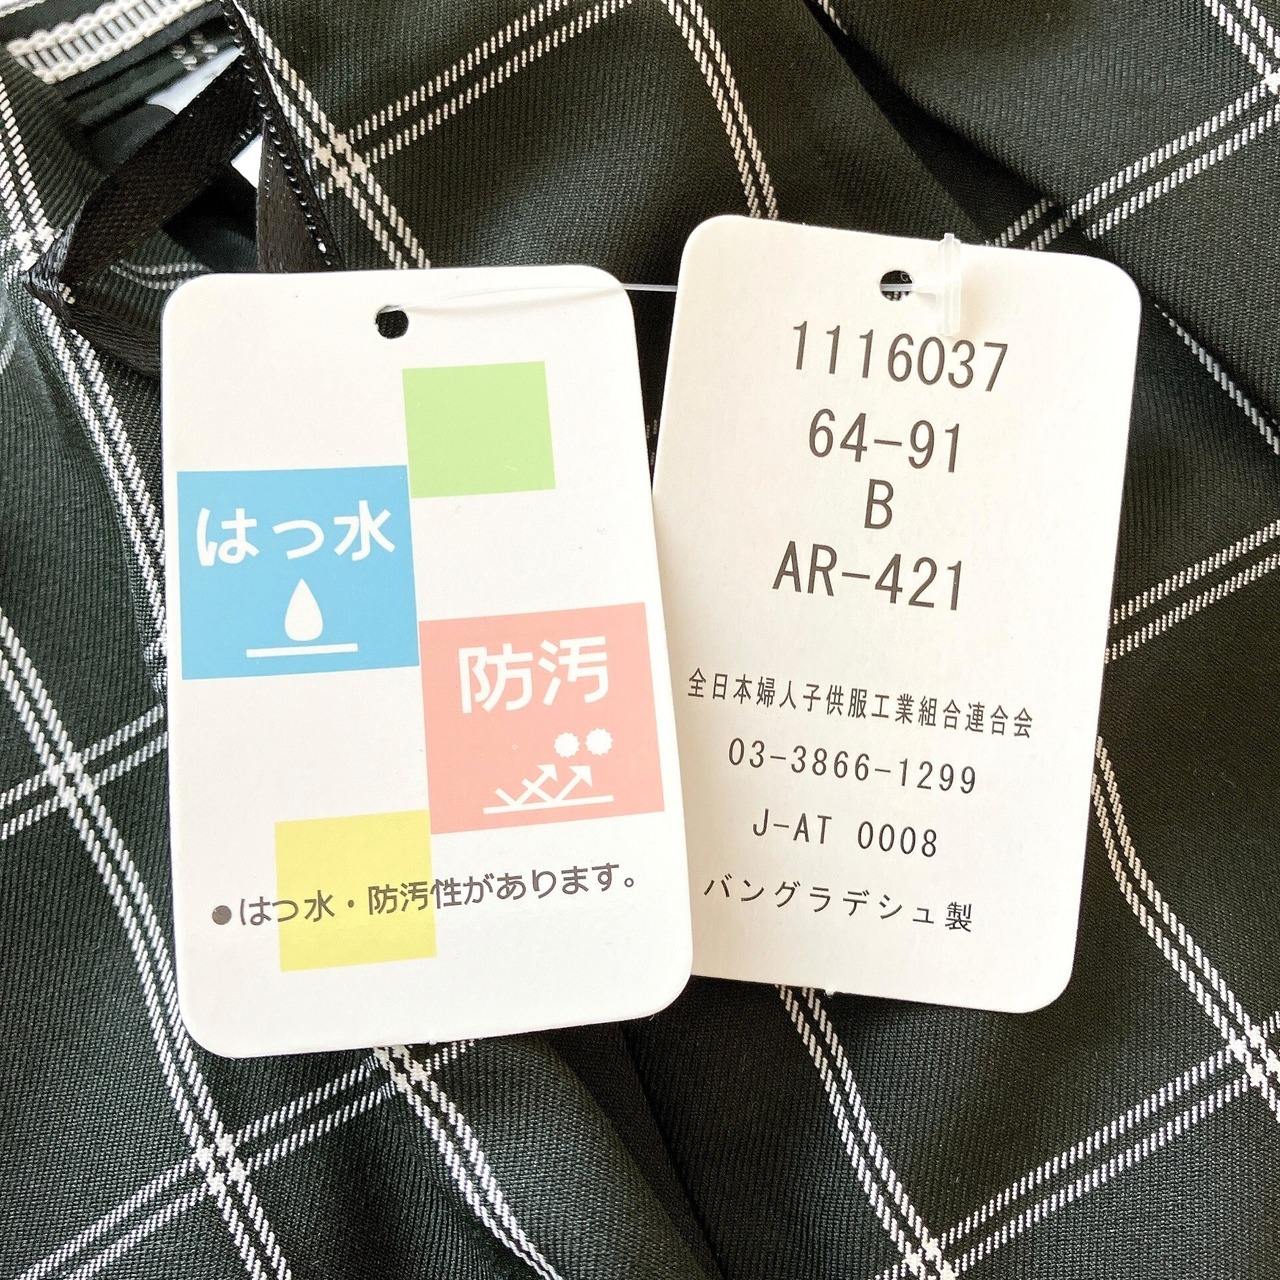 はっ水
防汚
●はつ水・防汚性があります。
1116037
64-91
B
AR-421
全日本婦人子供服工業組合連合会
03-3866-1299
J-AT 0008
バングラデシュ製